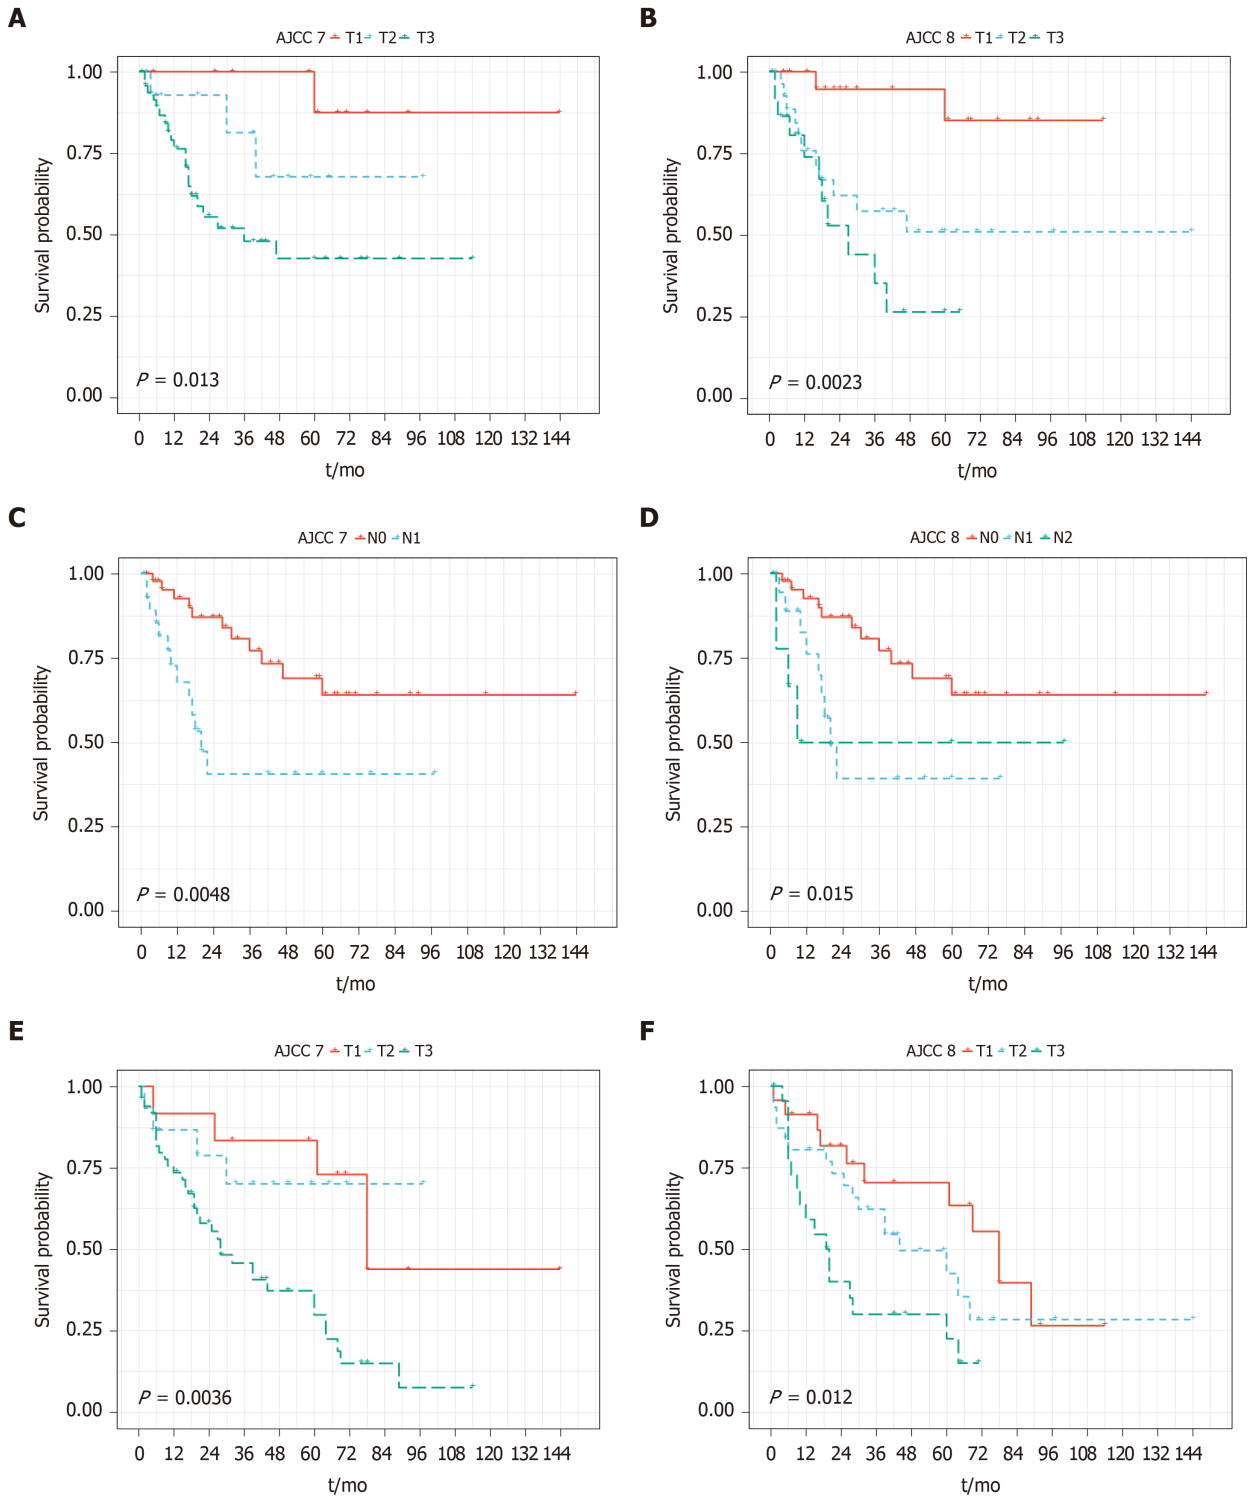 A
AJCC 7 T1 T2 T3
1.00
0.75
0.50
0.25
0.00
Survival probability
P = 0.013
0 12 24 36 48 60 72 84 96 108 120 132 144
t/mo
B
AJCC 8 T1 T2 T3
1.00
0.75
0.50
0.25
0.00
Survival probability
P = 0.0023
0 12 24 36 48 60 72 84 96 108 120 132 144
t/mo
C
AJCC 7 N0 N1
1.00
0.75
0.50
0.25
0.00
Survival probability
P = 0.0048
0 12 24 36 48 60 72 84 96 108 120 132 144
t/mo
D
AJCC 8 N0 N1 N2
1.00
0.75
0.50
0.25
0.00
Survival probability
P = 0.015
0 12 24 36 48 60 72 84 96 108 120 132 144
t/mo
E
AJCC 7 T1 T2 T3
1.00
0.75
0.50
0.25
0.00
Survival probability
P = 0.0036
0 12 24 36 48 60 72 84 96 108 120 132 144
t/mo
F
AJCC 8 T1 T2 T3
1.00
0.75
0.50
0.25
0.00
Survival probability
P = 0.012
0 12 24 36 48 60 72 84 96 108 120 132 144
t/mo